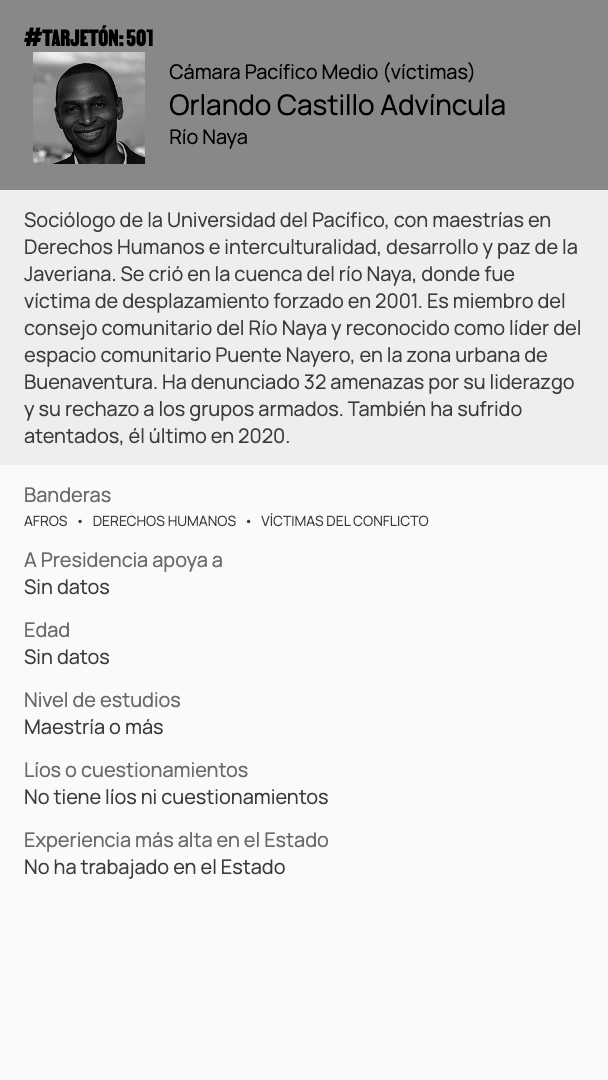 #TARJETÓN: 501
Cámara Pacífico Medio (víctimas)
Orlando Castillo Advíncula
Río Naya
Sociólogo de la Universidad del Pacífico, con maestrías en
Derechos Humanos e interculturalidad, desarrollo y paz de la
Javeriana. Se crió en la cuenca del río Naya, donde fue
víctima de desplazamiento forzado en 2001. Es miembro del
consejo comunitario del Río Naya y reconocido como líder del
espacio comunitario Puente Nayero, en la zona urbana de
Buenaventura. Ha denunciado 32 amenazas por su liderazgo
y su rechazo a los grupos armados. También ha sufrido
atentados, él último en 2020.
Banderas
AFROS • DERECHOS HUMANOS • VÍCTIMAS DEL CONFLICTO
A Presidencia apoya a
Sin datos
Edad
Sin datos
Nivel de estudios
Maestría o más
Líos o cuestionamientos
No tiene líos ni cuestionamientos
Experiencia más alta en el Estado
No ha trabajado en el Estado